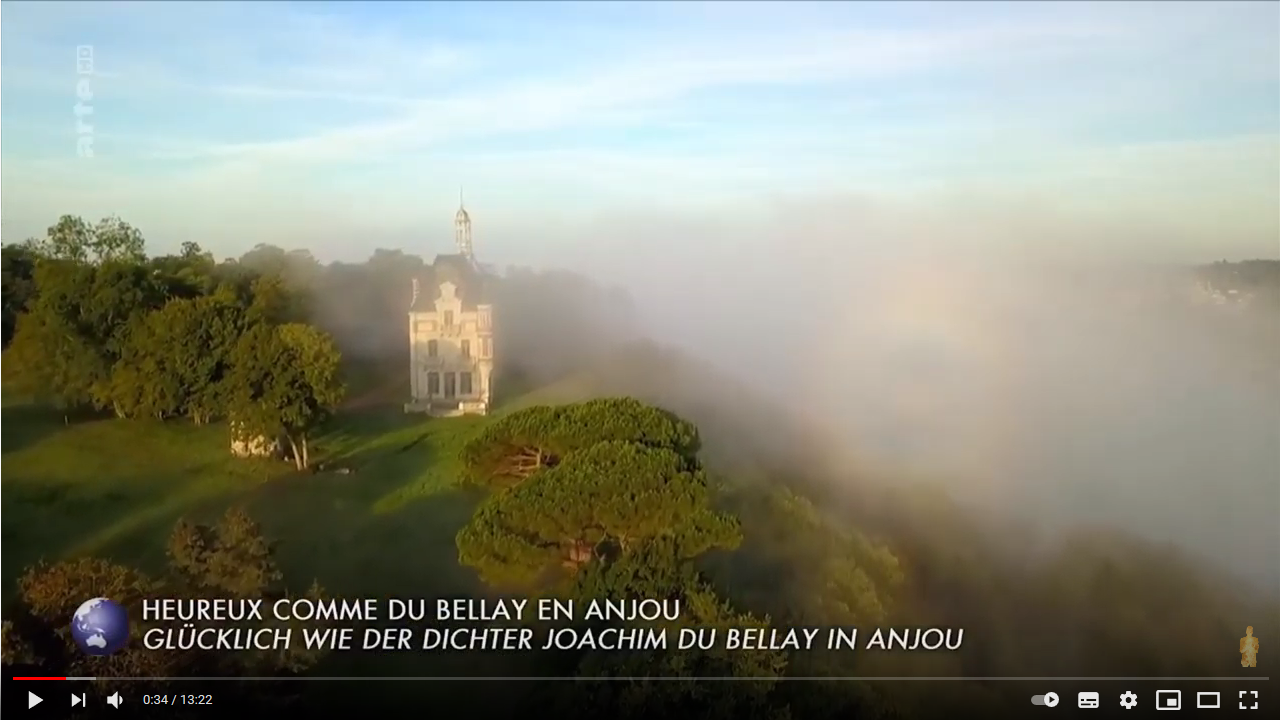 arte HD
HEUREUX COMME DU BELLAY EN ANJOU
GLÜCKLICH WIE DER DICHTER JOACHIM DU BELLAY IN ANJOU
0:34 / 13:22